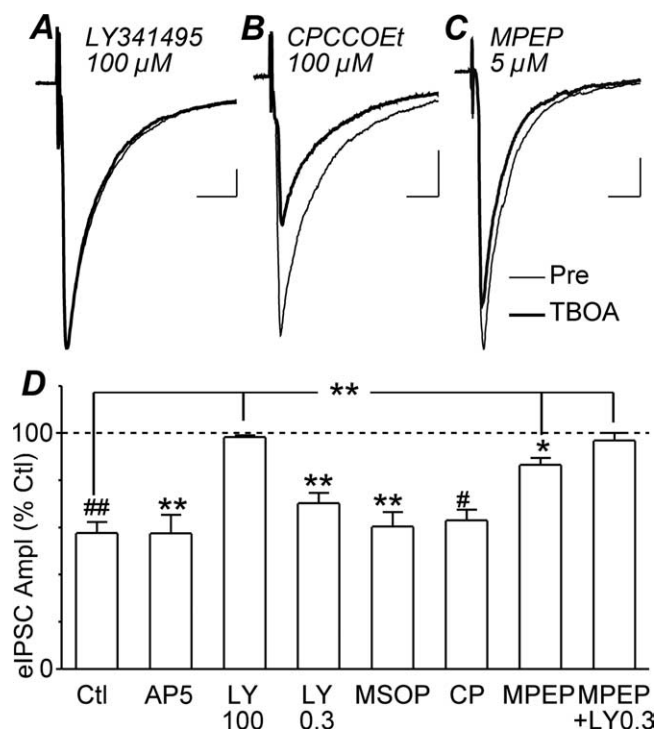 A LY341495
100 µM
B CPCCOEt
100 µM
C MPEP
5 µM
Pre
TBOA
D
**
100
##
**
**
**
#
*
eIPSC Ampl (% Ctl)
0
Ctl AP5 LY 100 LY 0.3 MSOP CP MPEP MPEP +LY0.3